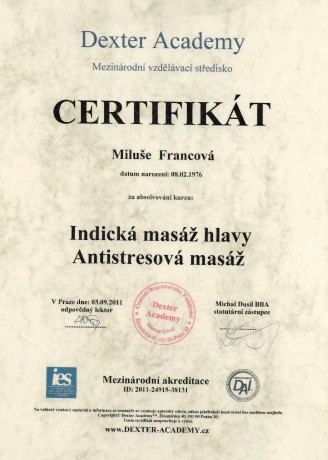 Dexter Academy
Mezinárodní vzdělávací středisko
CERTIFIKÁT
Miluše Francová
datum narození: 08.02.1976
za absolvování kurzu:
Indická masáž hlavy
Antistresová masáž
V Praze dne: 03.09.2011
odpovědný lektor
Dexter
Academy
Michal Dusil BBA
statutární zástupce
ies
Mezinárodní akreditace
ID: 2011-24915-38131
DAI
WWW.DEXTER-ACADEMY.cz